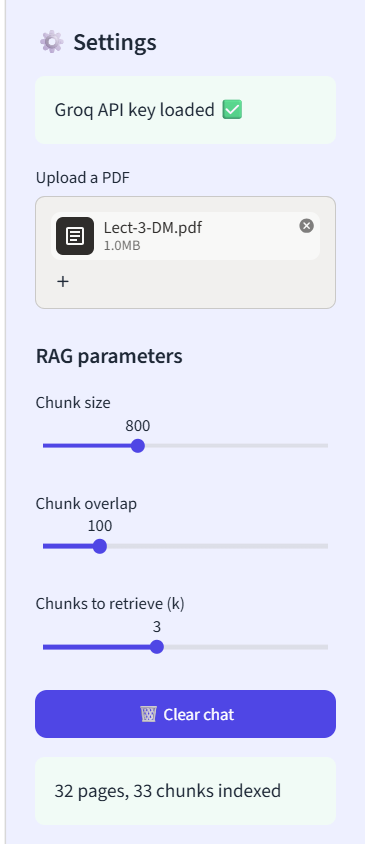 Settings
Groq API key loaded ✅
Upload a PDF
Lect-3-DM.pdf
1.0MB
+
RAG parameters
Chunk size
800
Chunk overlap
100
Chunks to retrieve (k)
3
Clear chat
32 pages, 33 chunks indexed